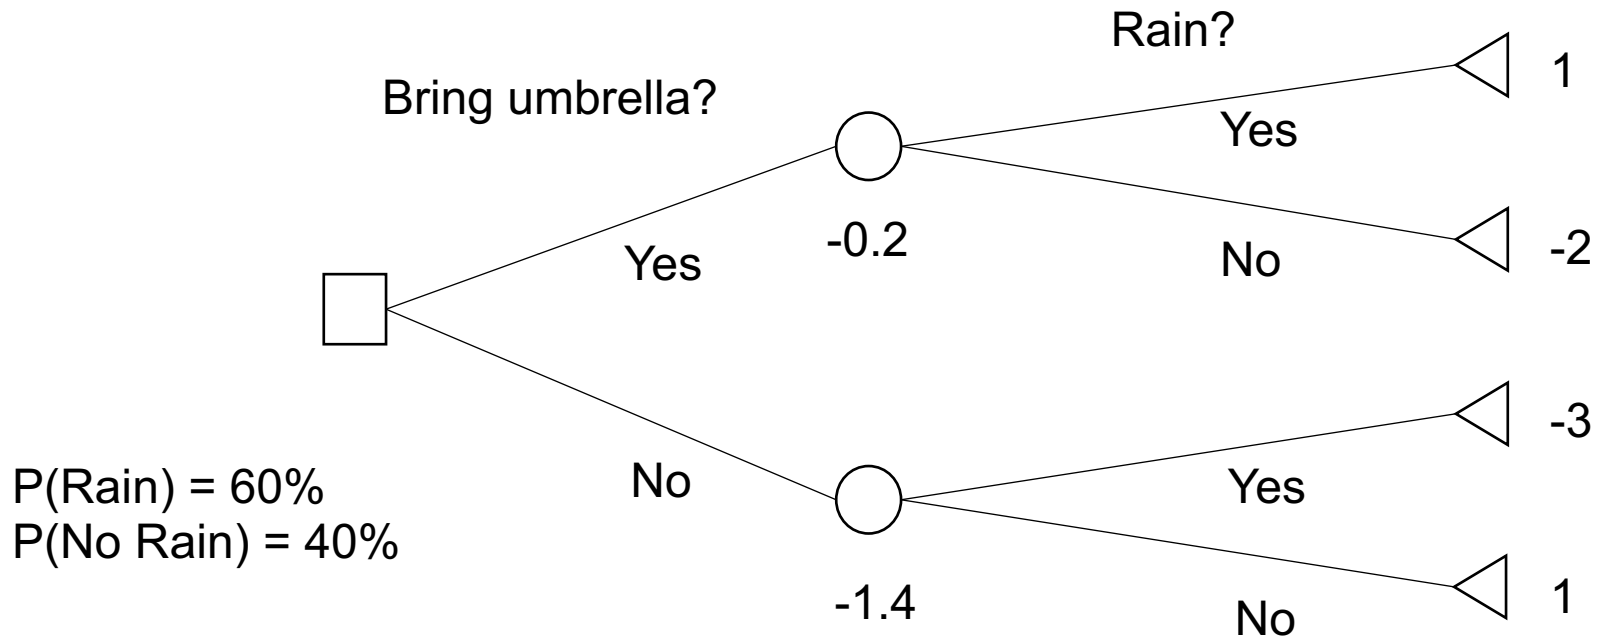 Rain?
Bring umbrella?
1
Yes
-0.2
-2
Yes
No
-3
P(Rain) = 60%
No
Yes
P(No Rain) = 40%
-1.4
1
No